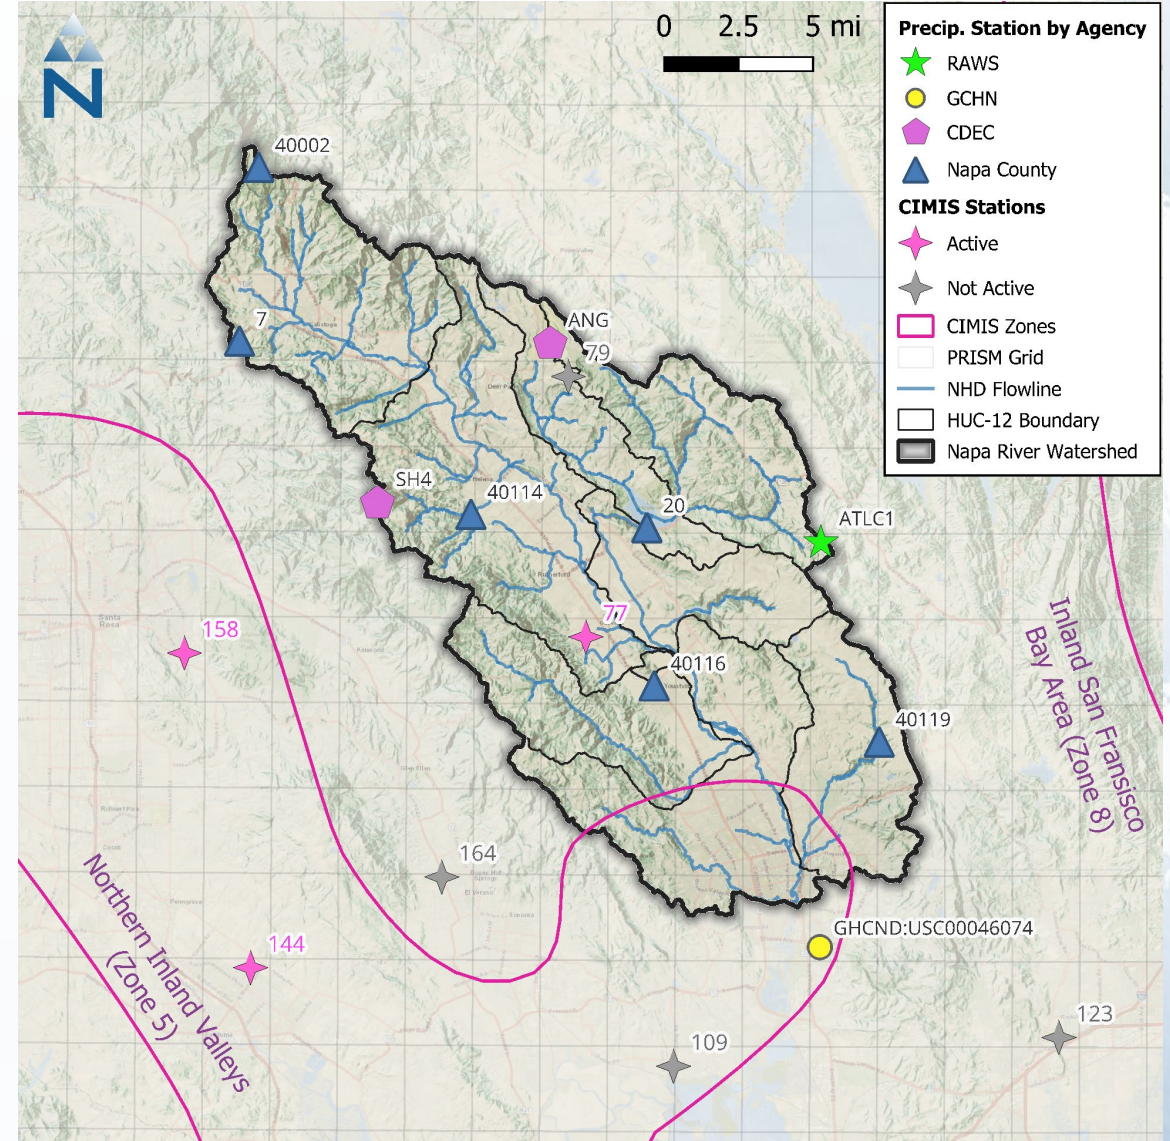 0 2.5 5 mi
Precip. Station by Agency
RAWS
GCHN
CDEC
Napa County
CIMIS Stations
Active
Not Active
CIMIS Zones
PRISM Grid
NHD Flowline
HUC-12 Boundary
Napa River Watershed
N
40002
7
ANG
79
SH4
40114
20
ATLC1
Rutherford
77
158
Santa
Rosa
40116
40119
Inland San Fransisco
Bay Area (Zone 8)
164
Northern Inland Valleys
(Zone 5)
144
GHCND:USC00046074
123
109